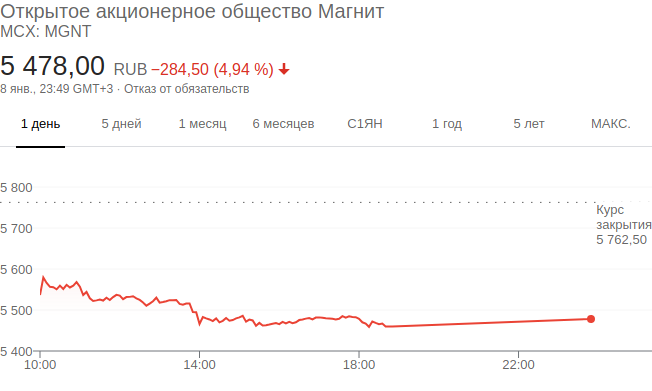 Открытое акционерное общество Магнит
MCX: MGNT
5 478,00 RUB −284,50 (4,94 %)
8 янв., 23:49 GMT+3 · Отказ от обязательств
1 день 5 дней 1 месяц 6 месяцев С1ЯН 1 год 5 лет МАКС.
5 800
Курс
закрытия
5 762,50
5 700
5 600
5 500
5 400
10:00 14:00 18:00 22:00